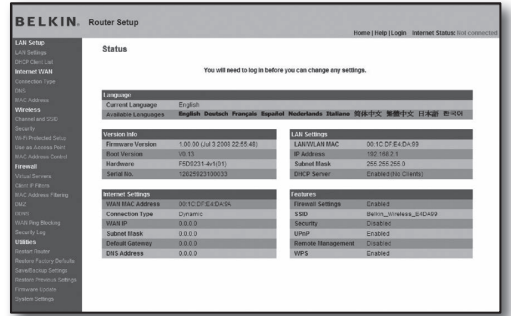 BELKIN. Router Setup
Home | Help | Login Internet Status: Not connected
LAN Setup
LAN Settings
DHCP Client List
Internet WAN
Connection Type
DNS
MAC Address
Wireless
Channel and SSID
Security
Wi-Fi Protected Setup
Use as Access Point
MAC Address Control
Firewall
Virtual Servers
Client IP Filters
MAC Address Filtering
DMZ
DDNS
WAN Ping Blocking
Security Log
Utilities
Restart Router
Restore Factory Defaults
Save/Backup Settings
Restore Previous Settings
Firmware Update
System Settings
Status
You will need to log in before you can change any settings.
Language
Current Language English
Available Languages English Deutsch Français Español Nederlands Italiano 简体中文 繁體中文 日本語 한국어
Version Info
Firmware Version 1.00.00 (Jul 3 2008 22:55:48)
Boot Version V0.13
Hardware F5D8231-4v1(01)
Serial No. 12825823100033
LAN Settings
LAN/WLAN MAC 00:1C:DF:E4:DA:99
IP Address 192.168.2.1
Subnet Mask 255.255.255.0
DHCP Server Enabled (No Clients)
Internet Settings
WAN MAC Address 00:1C:DF:E4:DA:9A
Connection Type Dynamic
WAN IP 0.0.0.0
Subnet Mask 0.0.0.0
Default Gateway 0.0.0.0
DNS Address 0.0.0.0
Features
Firewall Settings Enabled
SSID Belkin_Wireless_E4DA99
Security Disabled
UPnP Enabled
Remote Management Disabled
WPS Enabled